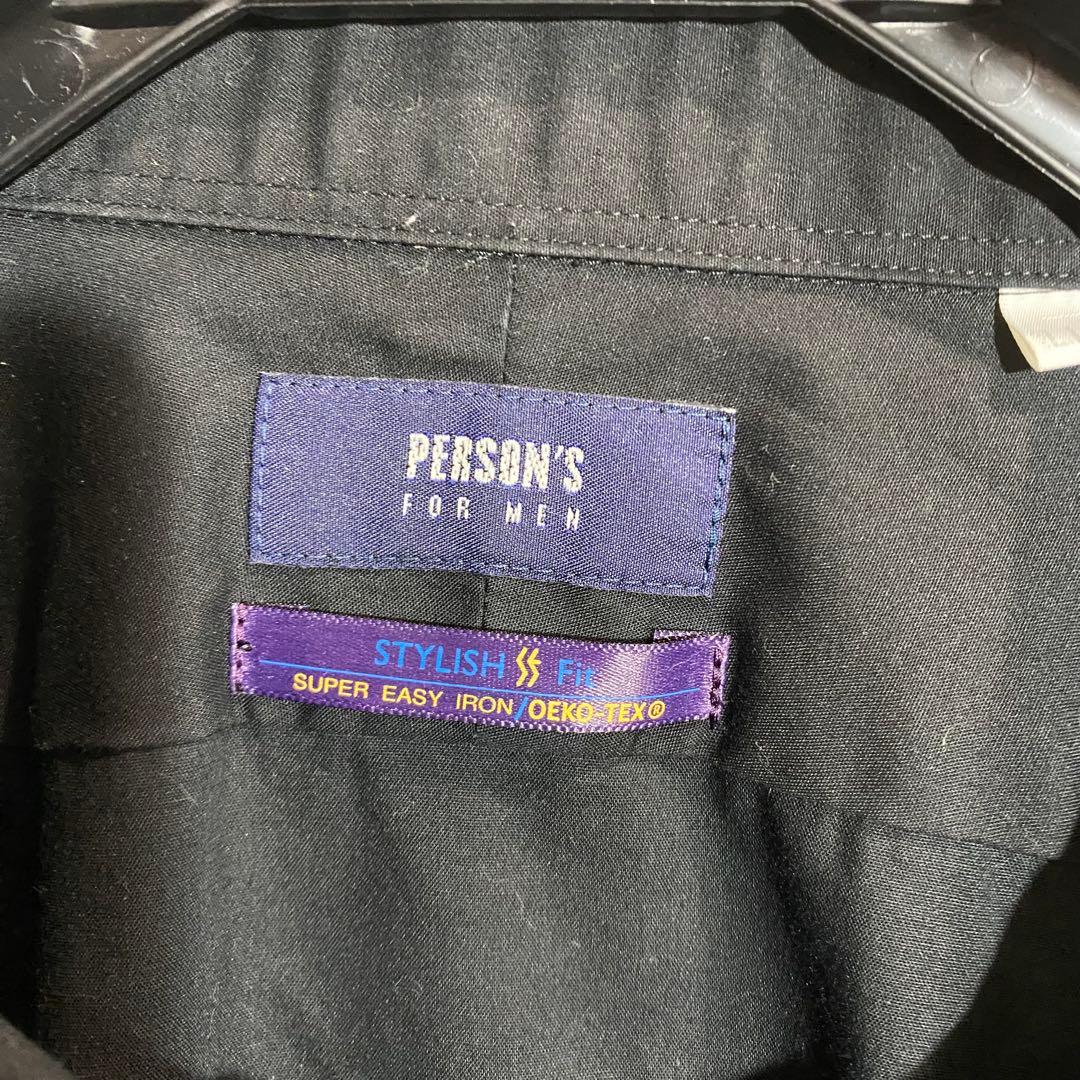 PERSON'S
FOR MEN
STYLISH Fit
SUPER EASY IRON/OEKO-TEX®